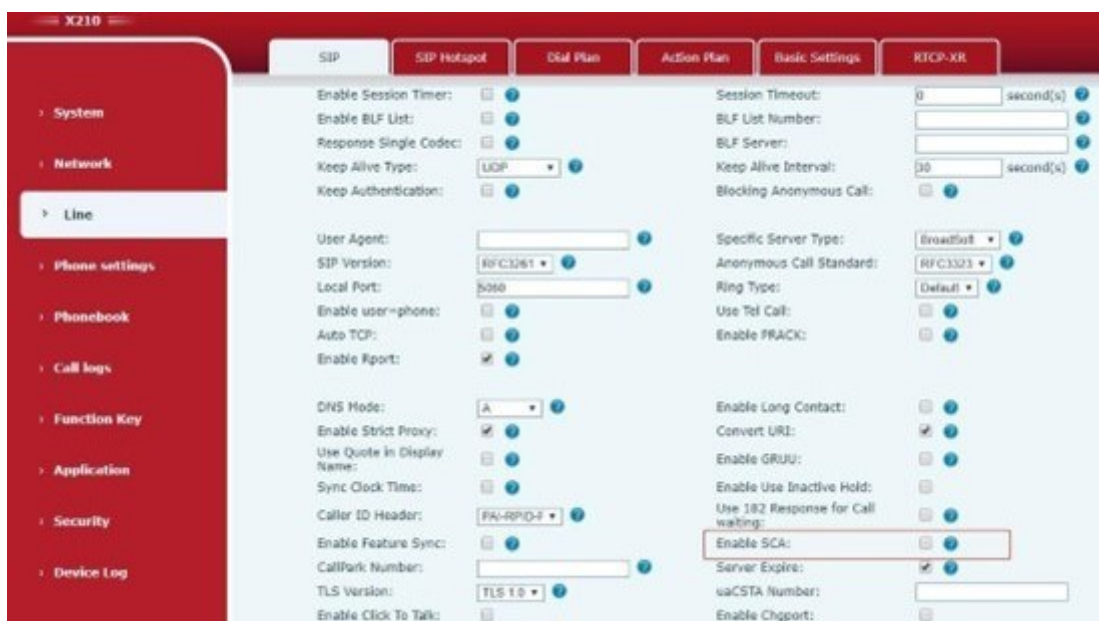 X210
SIP SIP Hotspot Dial Plan Action Plan Basic Settings RTCP-XR
› System
› Network
› Line
› Phone settings
› Phonebook
› Call logs
› Function Key
› Application
› Security
› Device Log
Enable Session Timer: Session Timeout: 0 second(s)
Enable BLF List: BLF List Number:
Response Single Codec: BLF Server:
Keep Alive Type: UDP Keep Alive Interval: 30 second(s)
Keep Authentication: Blocking Anonymous Call:
User Agent: Specific Server Type: BroadSoft
SIP Version: RFC3261 Anonymous Call Standard: RFC3323
Local Port: 5060 Ring Type: Default
Enable user=phone: Use Tel Call:
Auto TCP: Enable PRACK:
Enable Rport:
DNS Mode: A Enable Long Contact:
Enable Strict Proxy: Convert URI:
Use Quote in Display Name: Enable GRUU:
Sync Clock Time: Enable Use Inactive Hold:
Caller ID Header: PAI-RPID-F Use 182 Response for Call waiting:
Enable Feature Sync: Enable SCA:
CallPark Number: Server Expire:
TLS Version: TLS 1.0 uaCSTA Number:
Enable Click To Talk: Enable Chgport: